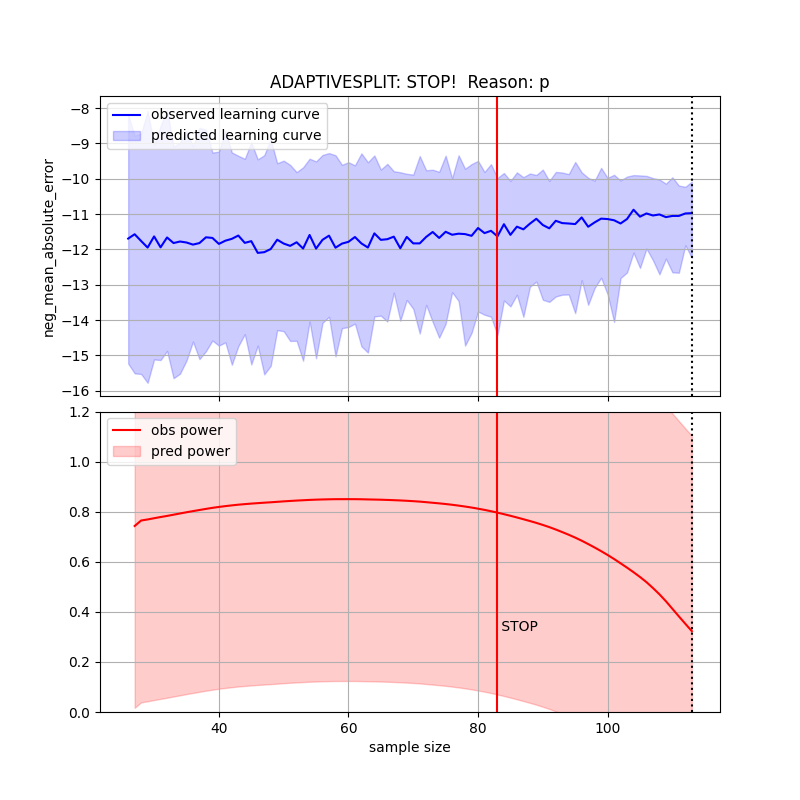 ADAPTIVESPLIT: STOP!  Reason: p
observed learning curve
predicted learning curve
neg_mean_absolute_error
−8
−9
−10
−11
−12
−13
−14
−15
−16
obs power
pred power
STOP
1.2
1.0
0.8
0.6
0.4
0.2
0.0
40
60
80
100
sample size